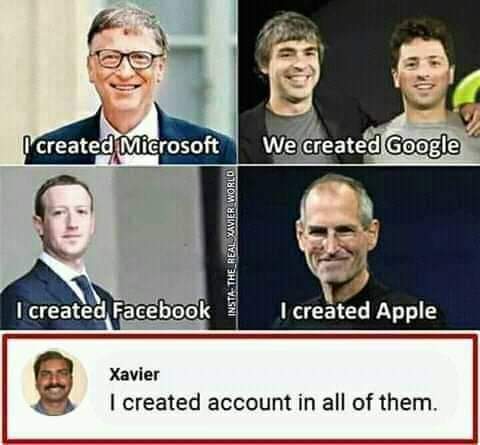 I created Microsoft
We created Google
INSTA-THE_REAL_XAVIER_WORLD
I created Facebook
I created Apple
Xavier
I created account in all of them.